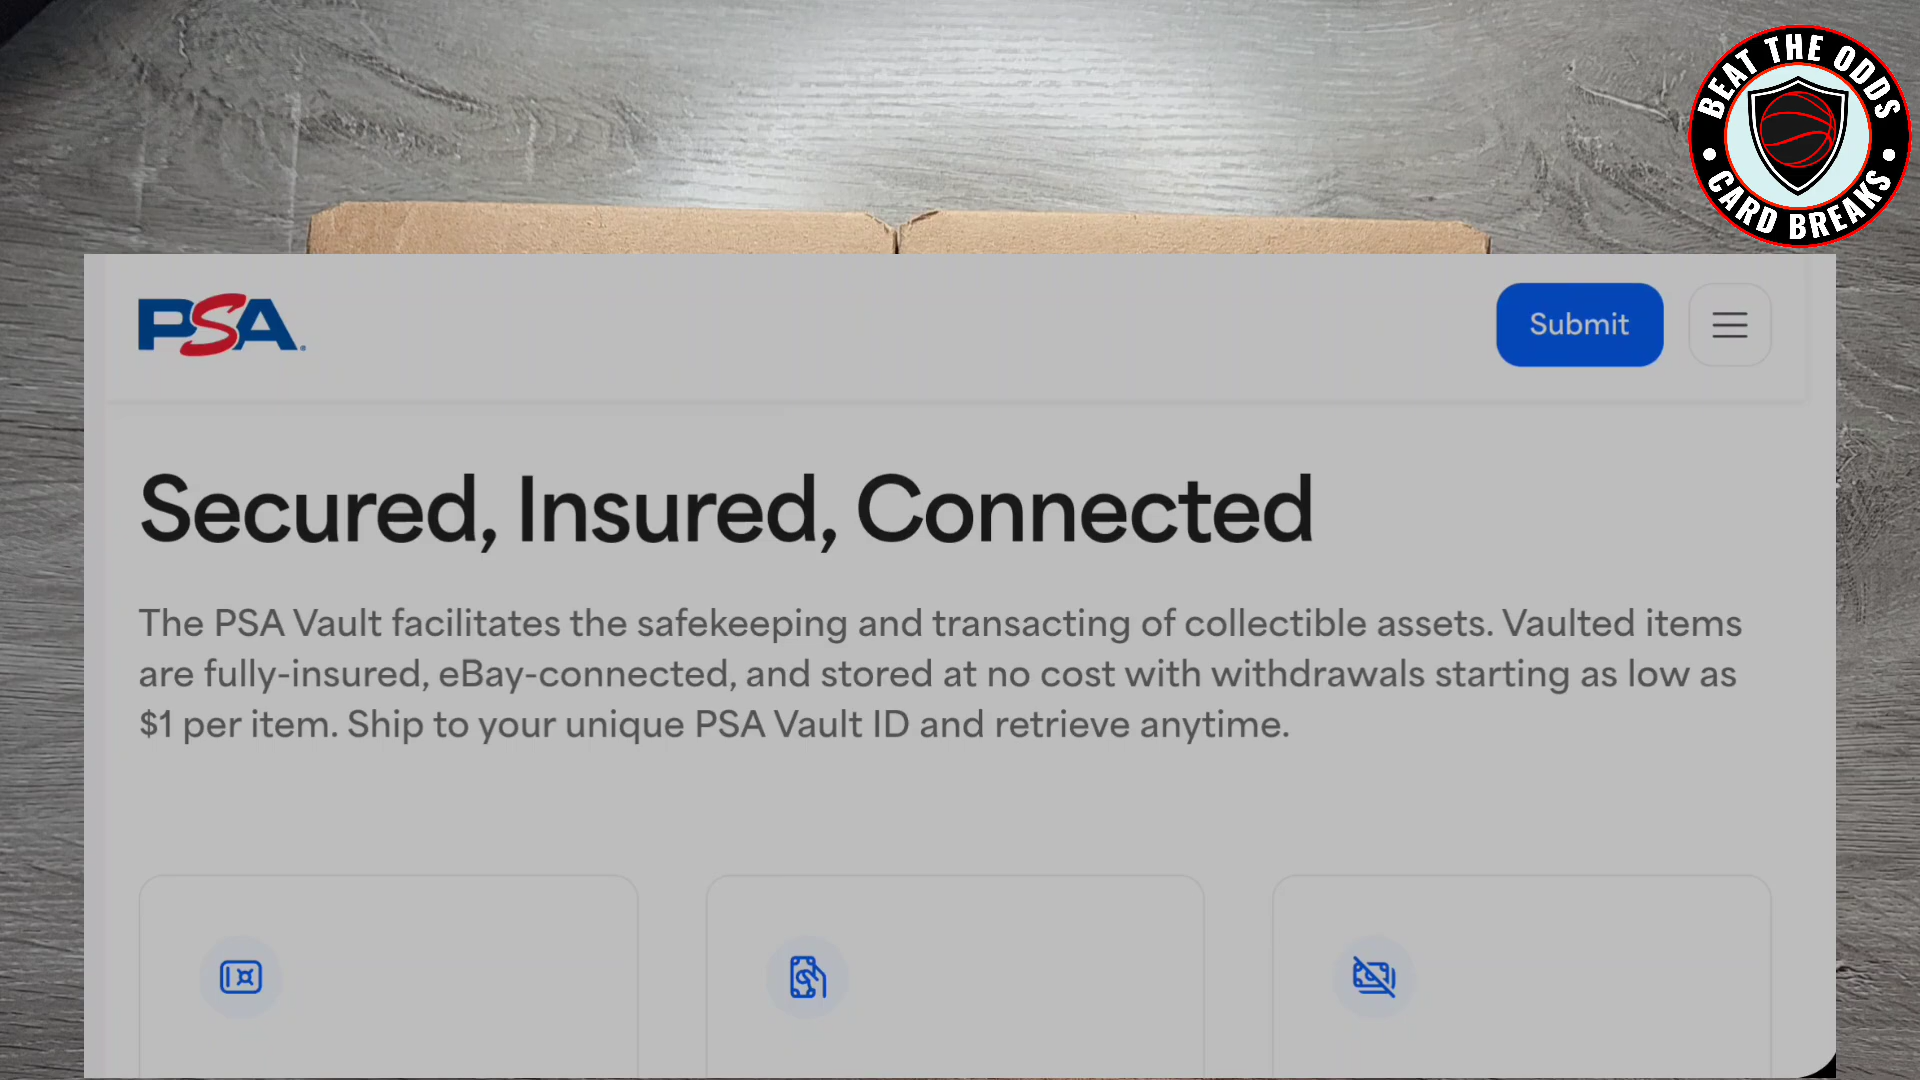 BEAT THE ODDS
CARD BREAKS
PSA
Submit
Secured, Insured, Connected
The PSA Vault facilitates the safekeeping and transacting of collectible assets. Vaulted items
are fully-insured, eBay-connected, and stored at no cost with withdrawals starting as low as
$1 per item. Ship to your unique PSA Vault ID and retrieve anytime.